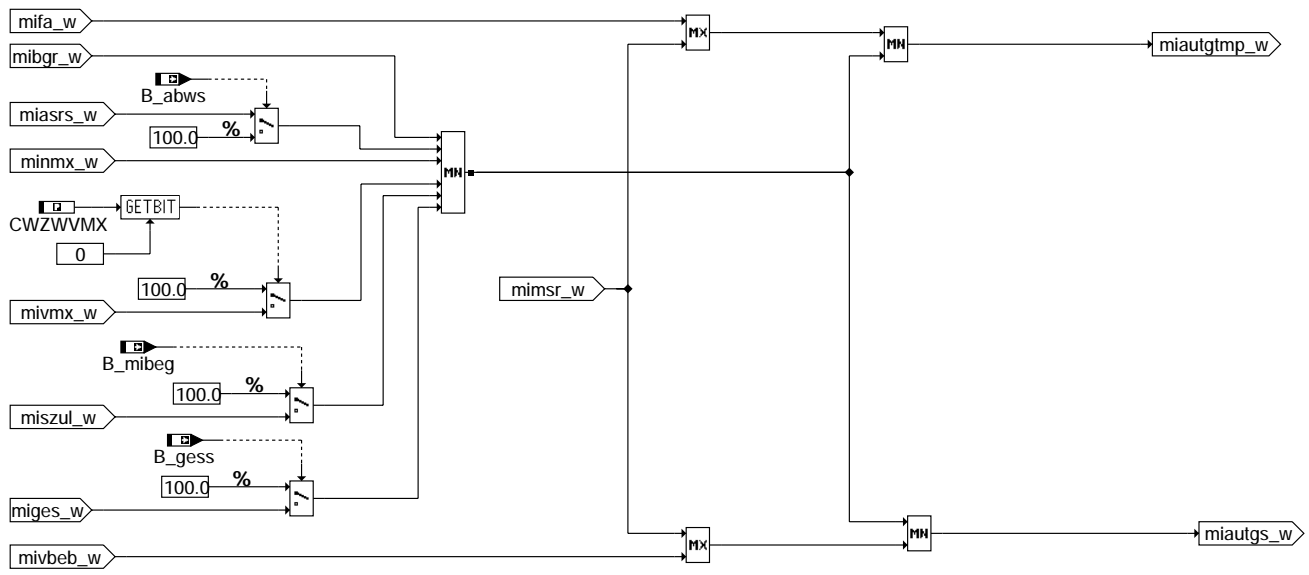 mifa_w
MX
MN
miautgtmp_w
mibgr_w
B_abws
miasrs_w
100.0 %
minmx_w
MN
CWZWVMX
GETBIT
0
100.0 %
mimsr_w
mivmx_w
B_mibeg
100.0 %
miszul_w
B_gess
100.0 %
miges_w
MX
MN
miautgs_w
mivbeb_w